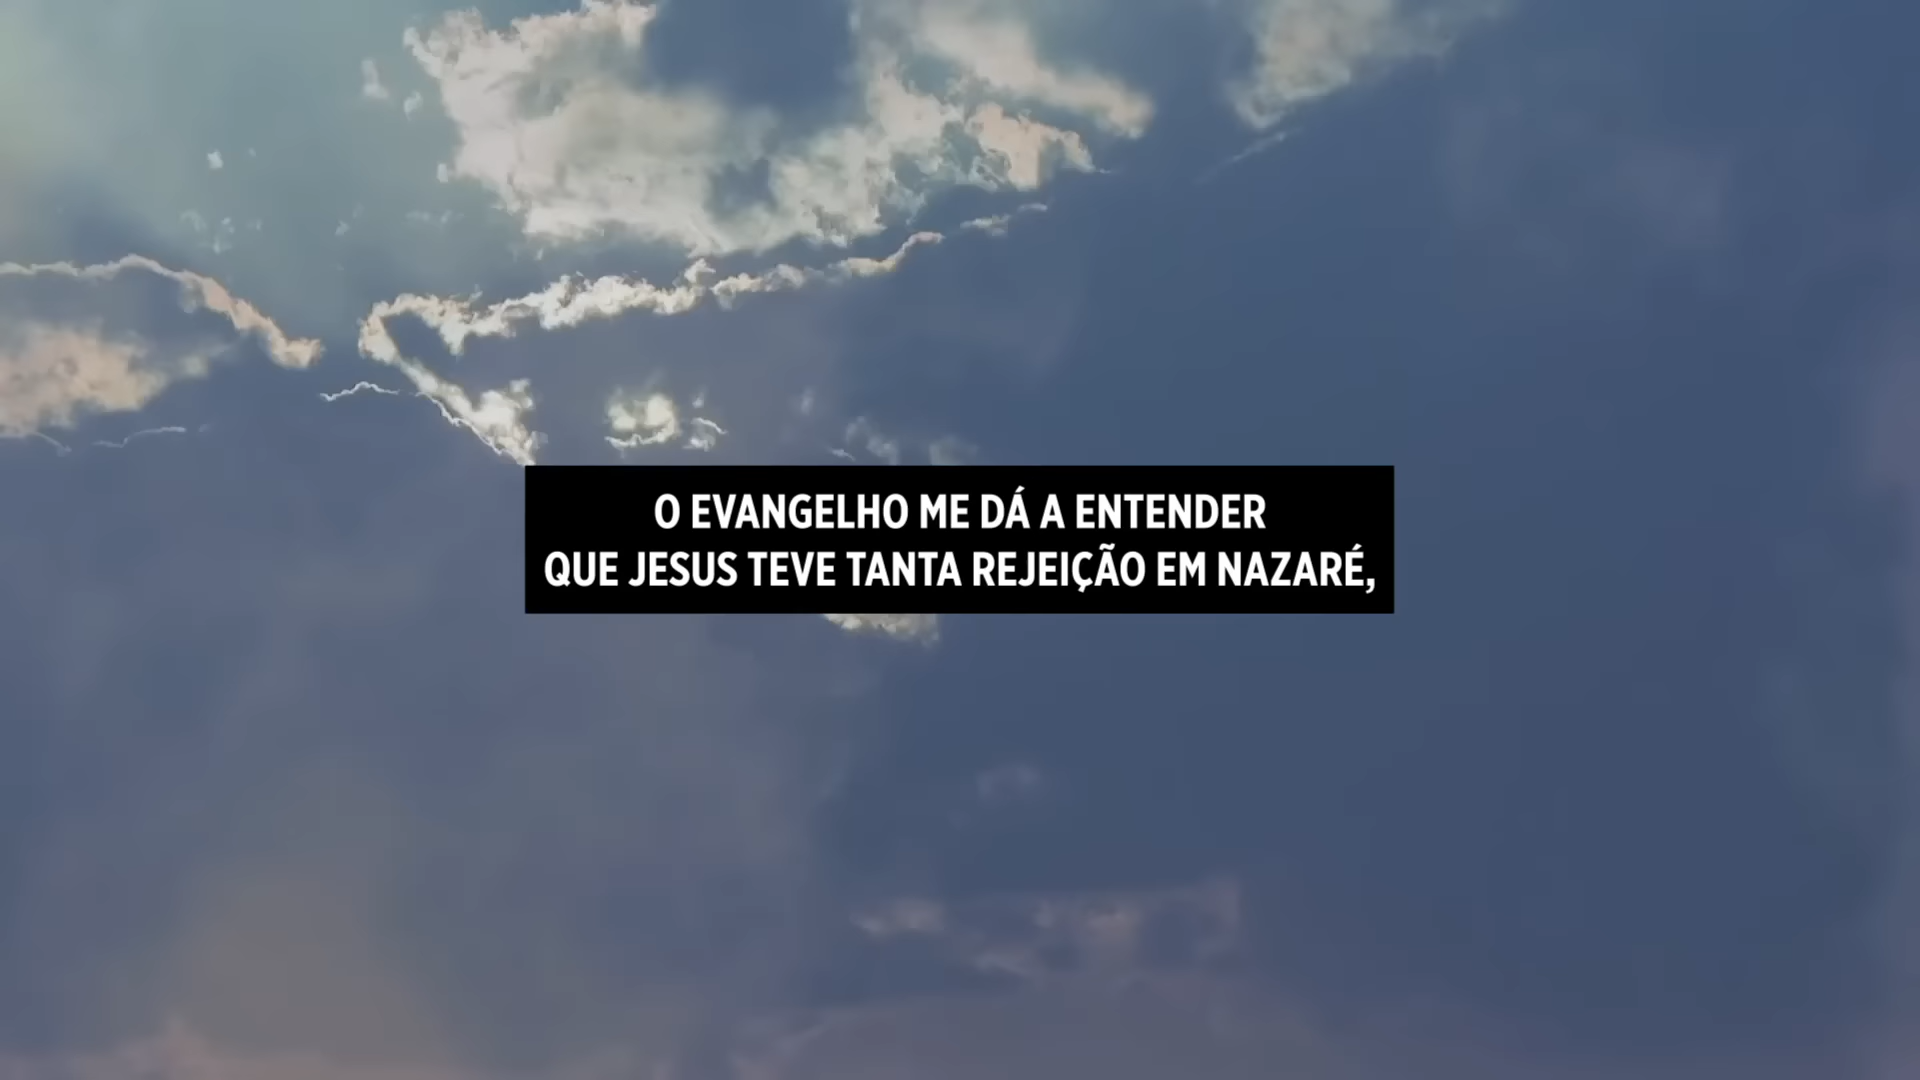 O EVANGELHO ME DÁ A ENTENDER
QUE JESUS TEVE TANTA REJEIÇÃO EM NAZARÉ,